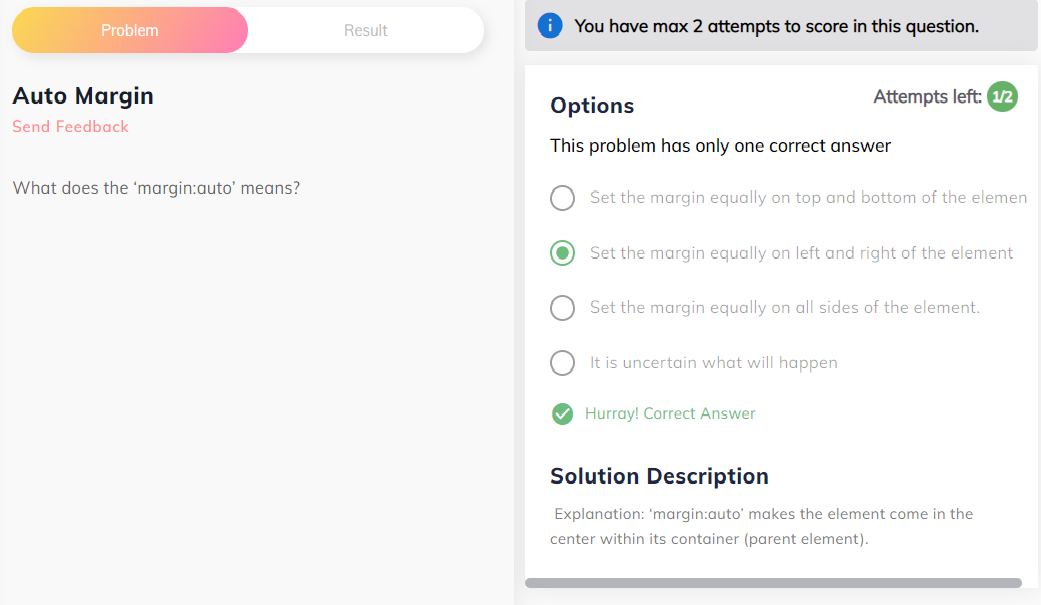 Problem
Result
Auto Margin
Send Feedback
What does the ‘margin:auto’ means?
You have max 2 attempts to score in this question.
Options
Attempts left: 1/2
This problem has only one correct answer
Set the margin equally on top and bottom of the elemen
Set the margin equally on left and right of the element
Set the margin equally on all sides of the element.
It is uncertain what will happen
Hurray! Correct Answer
Solution Description
Explanation: ‘margin:auto’ makes the element come in the
center within its container (parent element).